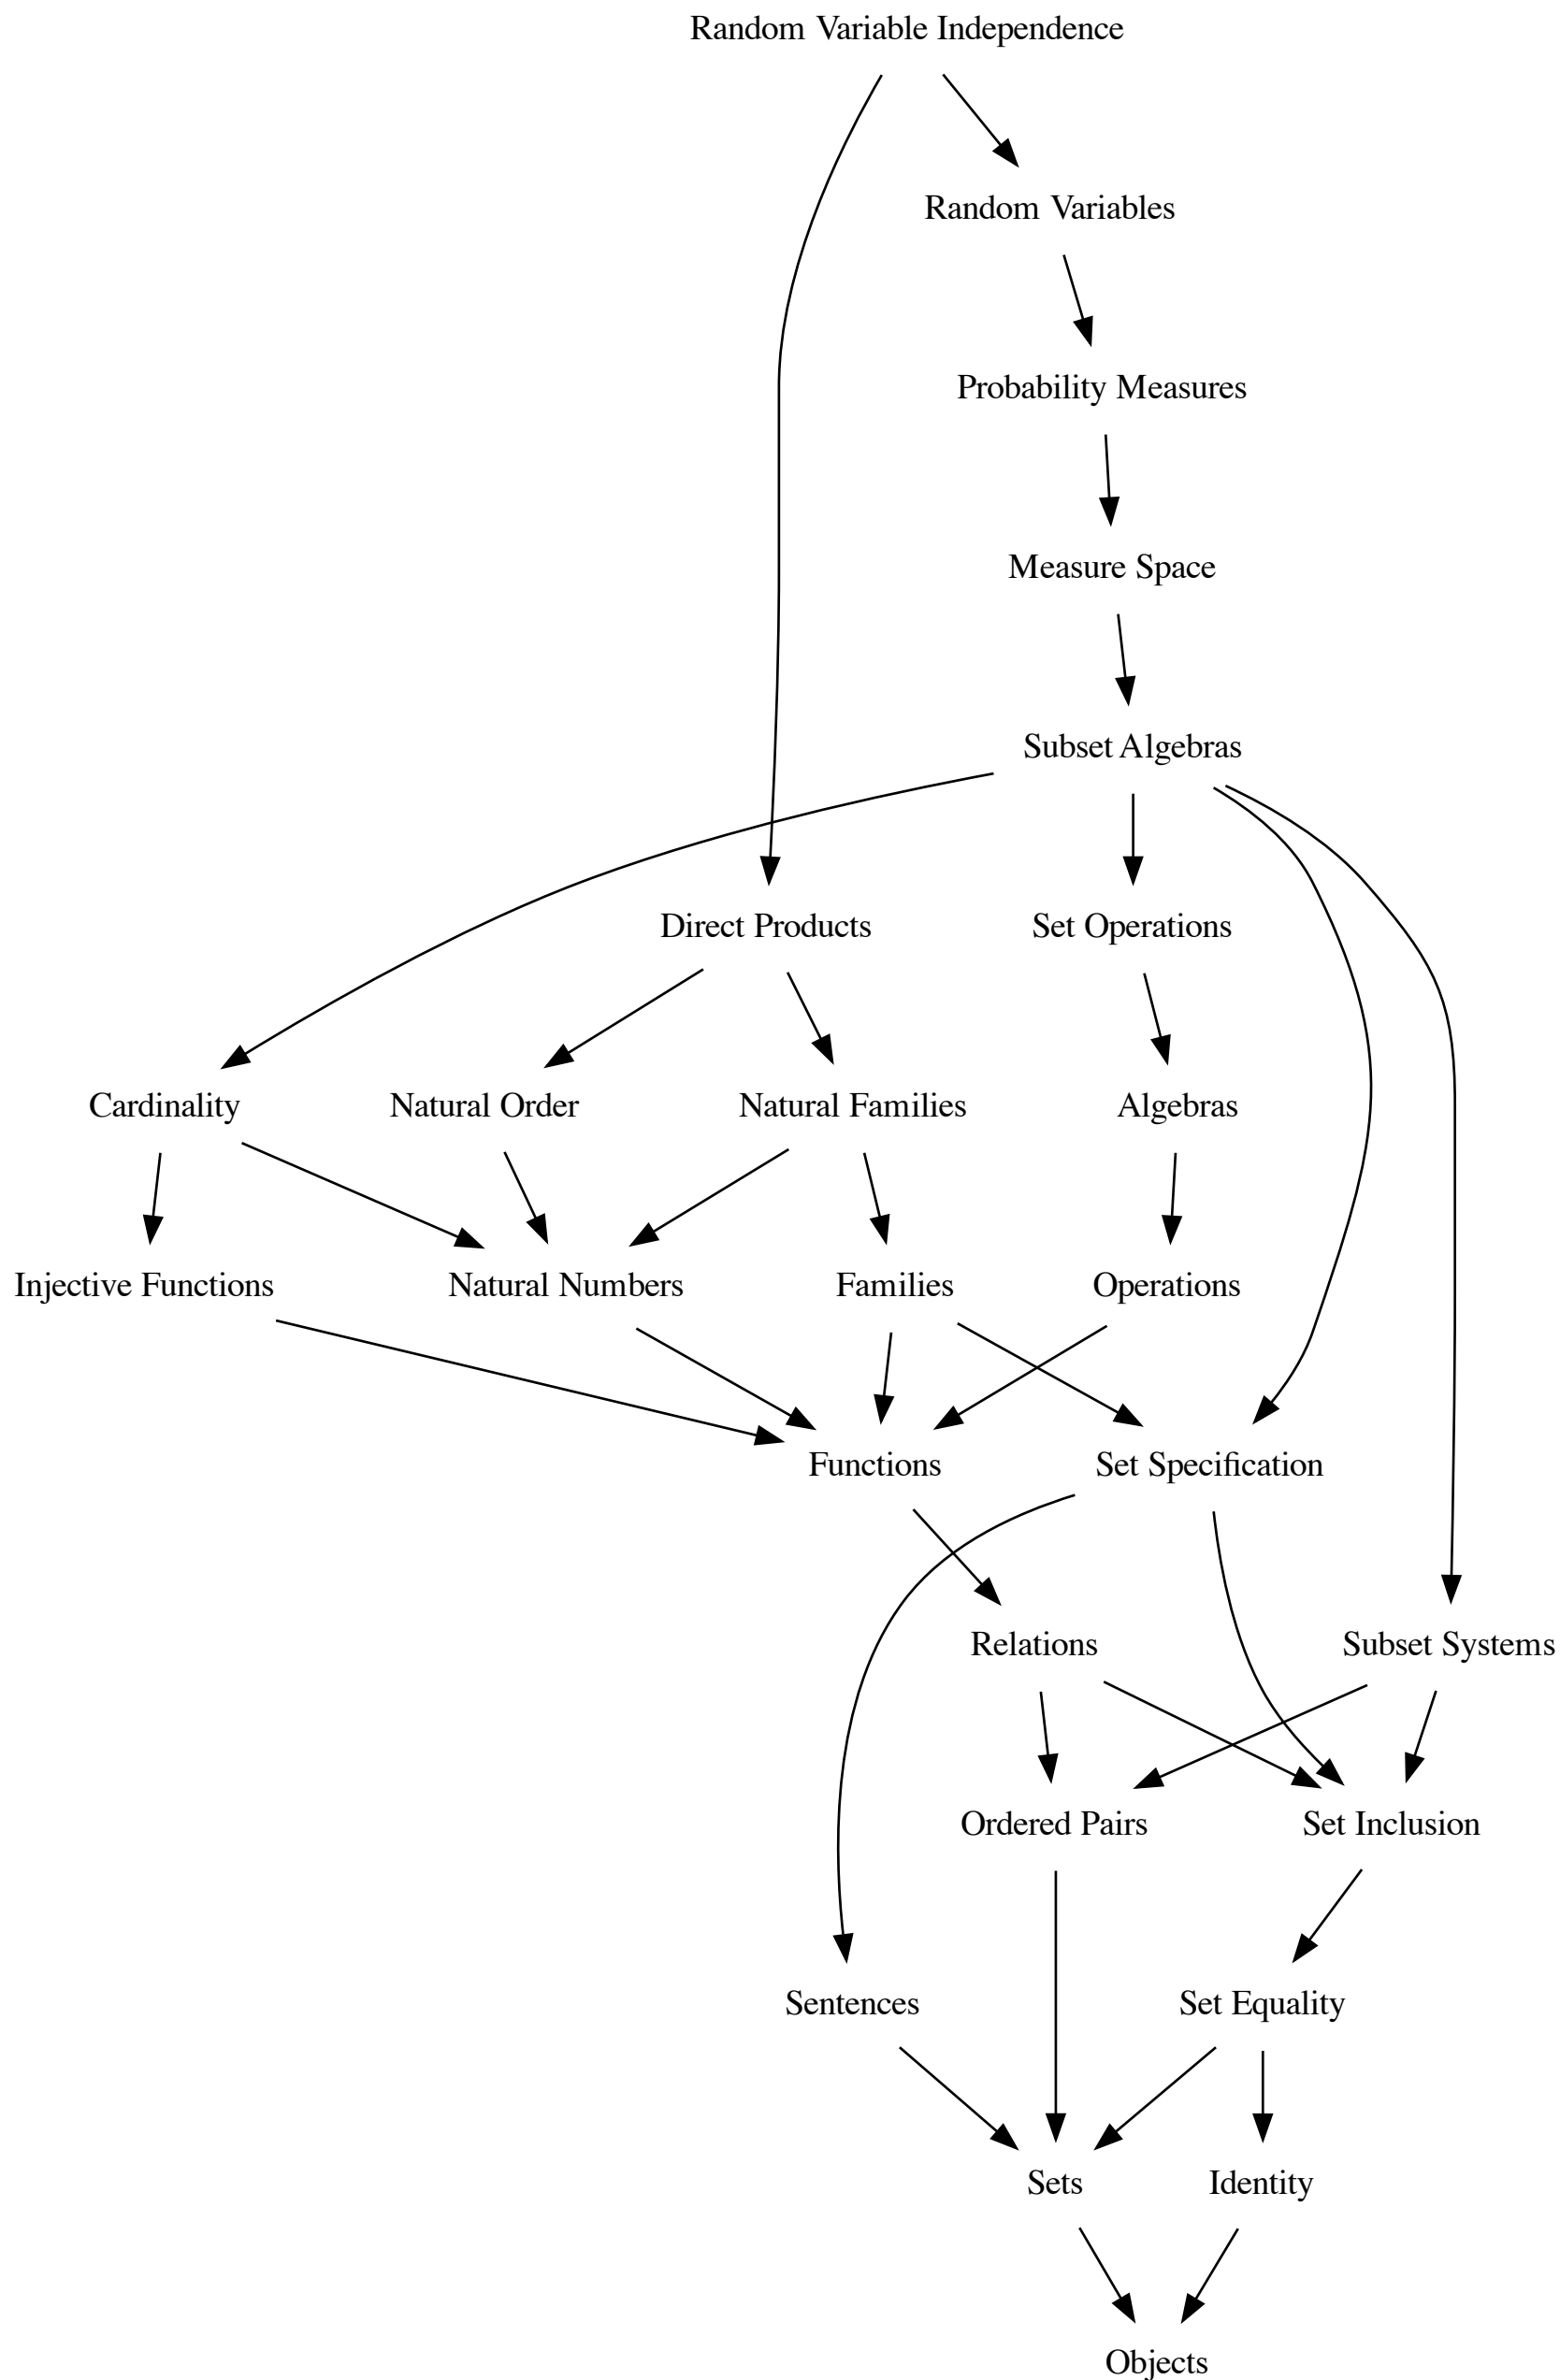 Random Variable Independence
Random Variables
Probability Measures
Measure Space
Subset Algebras
Direct Products
Set Operations
Cardinality
Natural Order
Natural Families
Algebras
Injective Functions
Natural Numbers
Families
Operations
Functions
Set Specification
Relations
Subset Systems
Ordered Pairs
Set Inclusion
Sentences
Set Equality
Sets
Identity
Objects